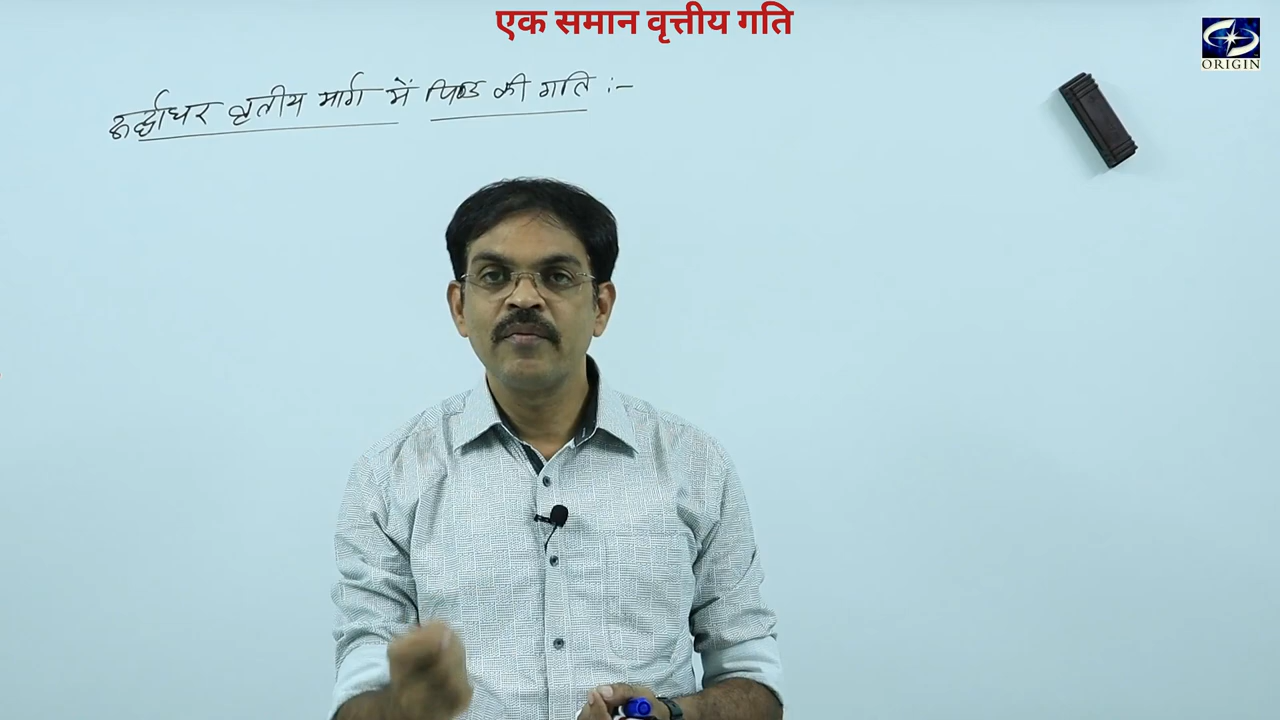 एक समान वृत्तीय गति
ORIGIN
ऊर्ध्वाधर वृत्तीय मार्ग में पिण्ड की गति :-